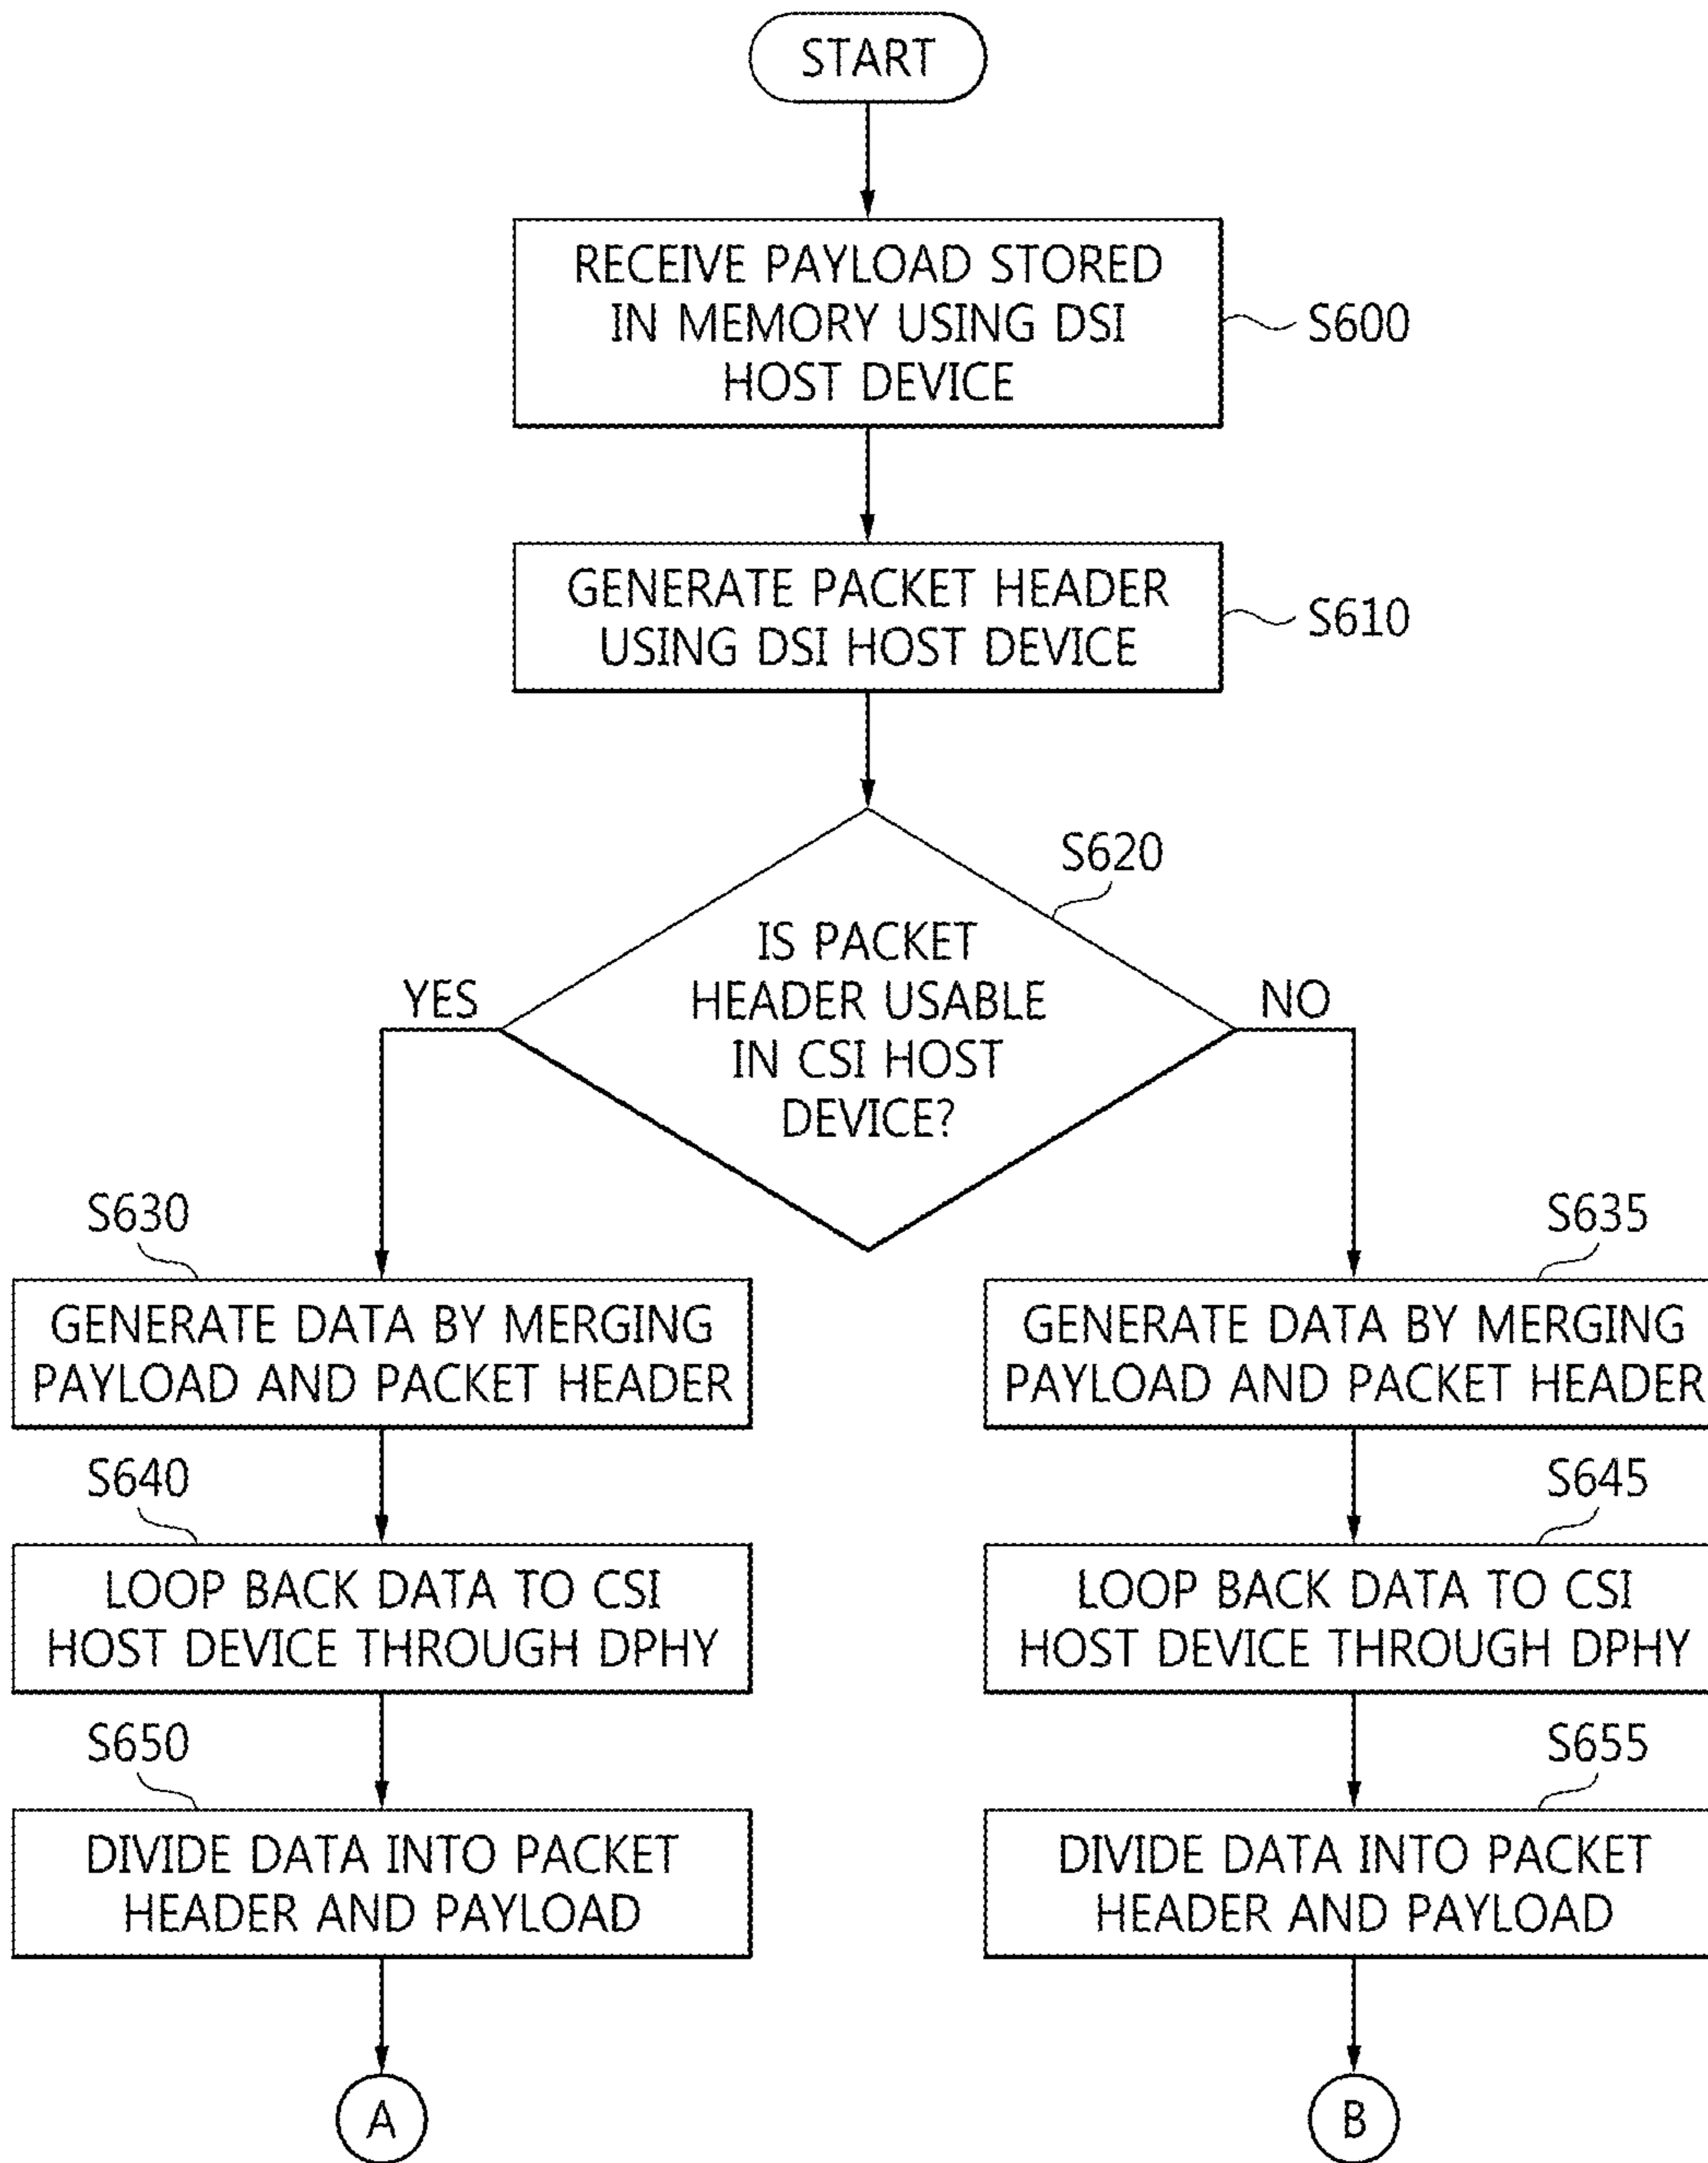 START
RECEIVE PAYLOAD STORED
IN MEMORY USING DSI
HOST DEVICE
S600
GENERATE PACKET HEADER
USING DSI HOST DEVICE
S610
S620
IS PACKET
HEADER USABLE
IN CSI HOST
DEVICE?
YES
NO
S630
GENERATE DATA BY MERGING
PAYLOAD AND PACKET HEADER
S640
LOOP BACK DATA TO CSI
HOST DEVICE THROUGH DPHY
S650
DIVIDE DATA INTO PACKET
HEADER AND PAYLOAD
A
S635
GENERATE DATA BY MERGING
PAYLOAD AND PACKET HEADER
S645
LOOP BACK DATA TO CSI
HOST DEVICE THROUGH DPHY
S655
DIVIDE DATA INTO PACKET
HEADER AND PAYLOAD
B